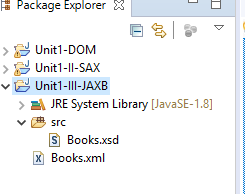 Package Explorer
Unit1-DOM
Unit1-II-SAX
Unit1-III-JAXB
JRE System Library [JavaSE-1.8]
src
Books.xsd
Books.xml